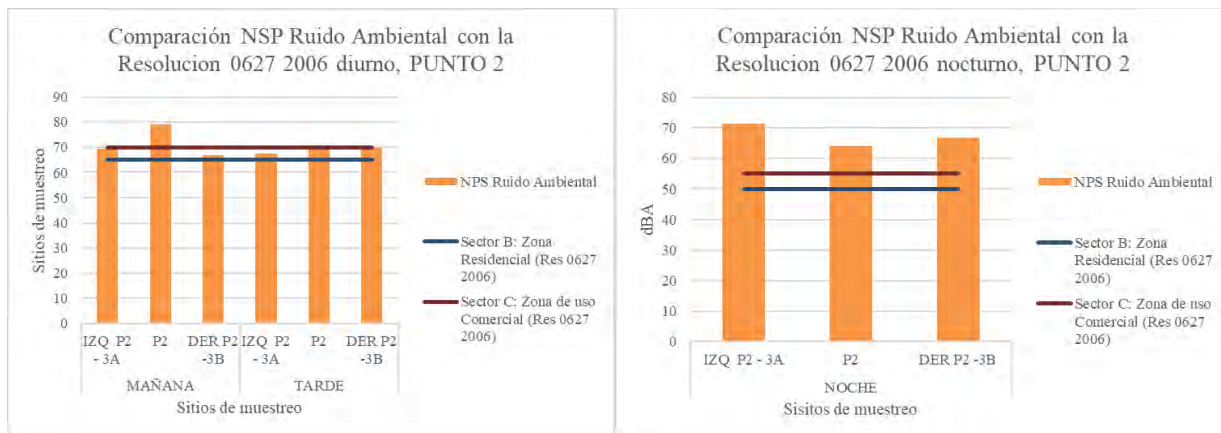 Comparación NSP Ruido Ambiental con la
Resolucion 0627 2006 diurno, PUNTO 2
90
80
70
60
50
40
30
20
10
0
Sitios de muestreo
IZQ P2 - 3A
P2
DER P2 -3B
IZQ P2 - 3A
P2
DER P2 -3B
MAÑANA
TARDE
Sitios de muestreo
NPS Ruido Ambiental
Sector B: Zona
Residencial (Res 0627
2006)
Sector C: Zona de uso
Comercial (Res 0627
2006)
Comparación NSP Ruido Ambiental con la
Resolucion 0627 2006 nocturno, PUNTO 2
80
70
60
50
40
30
20
10
0
dBA
IZQ P2 - 3A
P2
DER P2 -3B
NOCHE
Sisitos de muestreo
NPS Ruido Ambiental
Sector B: Zona
Residencial (Res 0627
2006)
Sector C: Zona de uso
Comercial (Res 0627
2006)